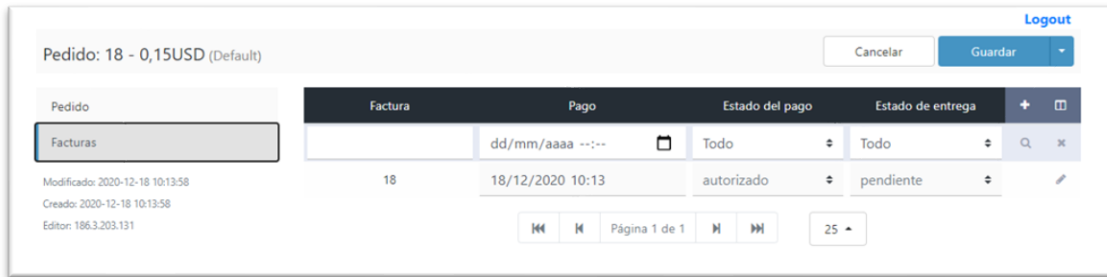 Logout
Pedido: 18 - 0,15USD (Default)
Cancelar
Guardar
Pedido
Facturas
Modificado: 2020-12-18 10:13:58
Creado: 2020-12-18 10:13:58
Editor: 186.3.203.131
Factura Pago Estado del pago Estado de entrega
dd/mm/aaaa --:-- Todo Todo
18 18/12/2020 10:13 autorizado pendiente
Página 1 de 1 25